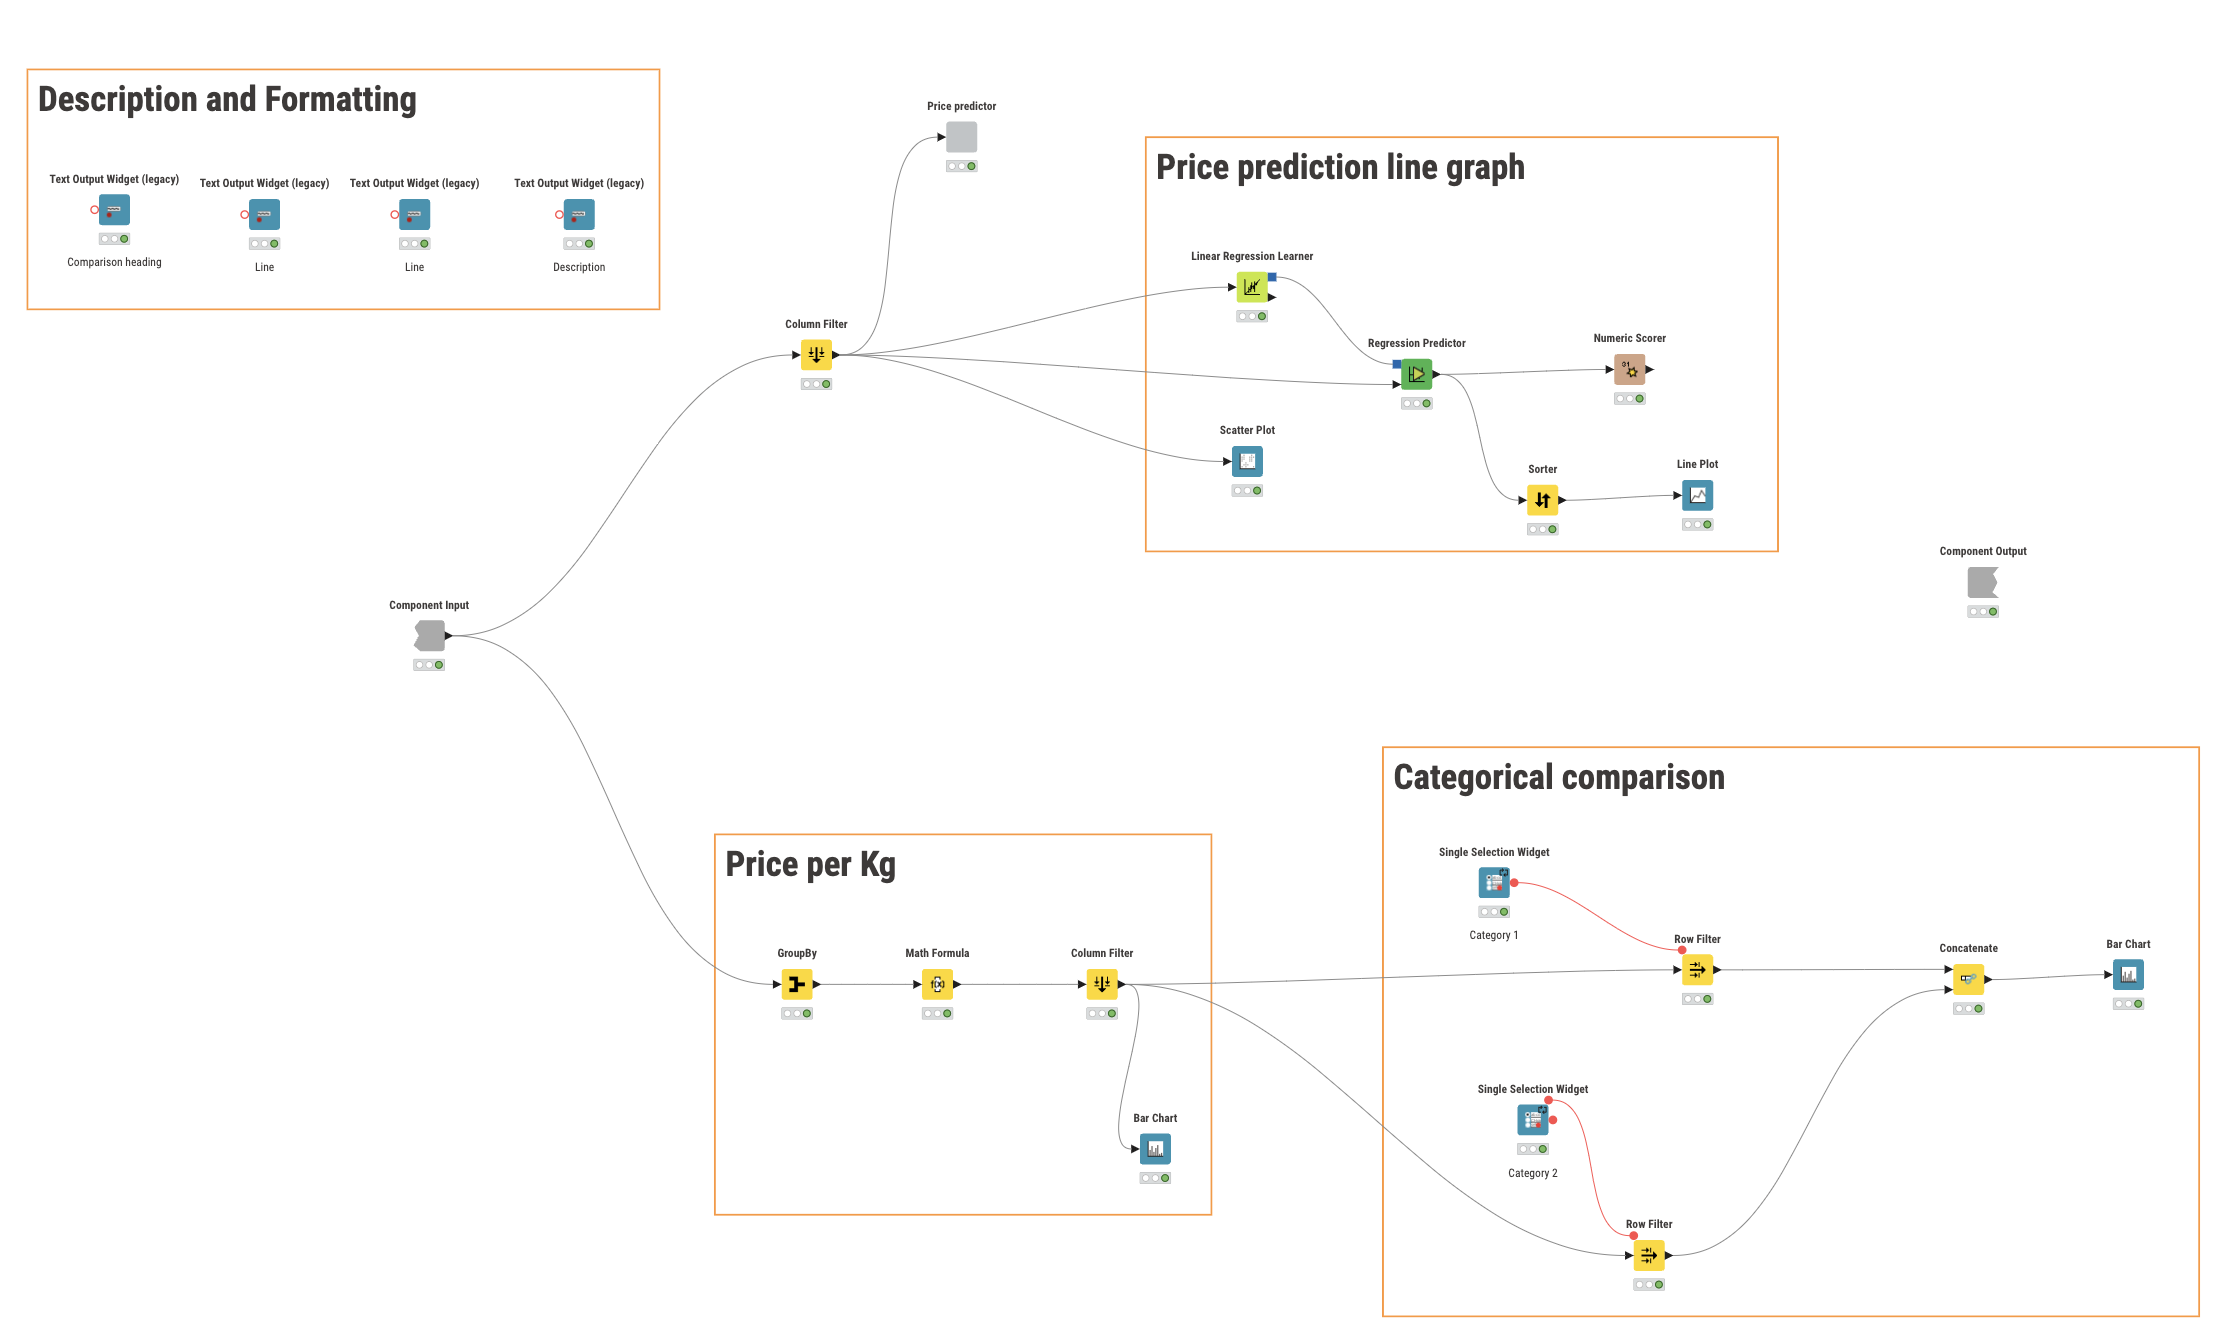 Description and Formatting
Text Output Widget (legacy)
Comparison heading
Text Output Widget (legacy)
Line
Text Output Widget (legacy)
Line
Text Output Widget (legacy)
Description
Price predictor
Column Filter
Price prediction line graph
Linear Regression Learner
Regression Predictor
Numeric Scorer
Scatter Plot
Sorter
Line Plot
Component Output
Component Input
Price per Kg
GroupBy
Math Formula
f(x)
Column Filter
Bar Chart
Categorical comparison
Single Selection Widget
Category 1
Row Filter
Concatenate
Bar Chart
Single Selection Widget
Category 2
Row Filter